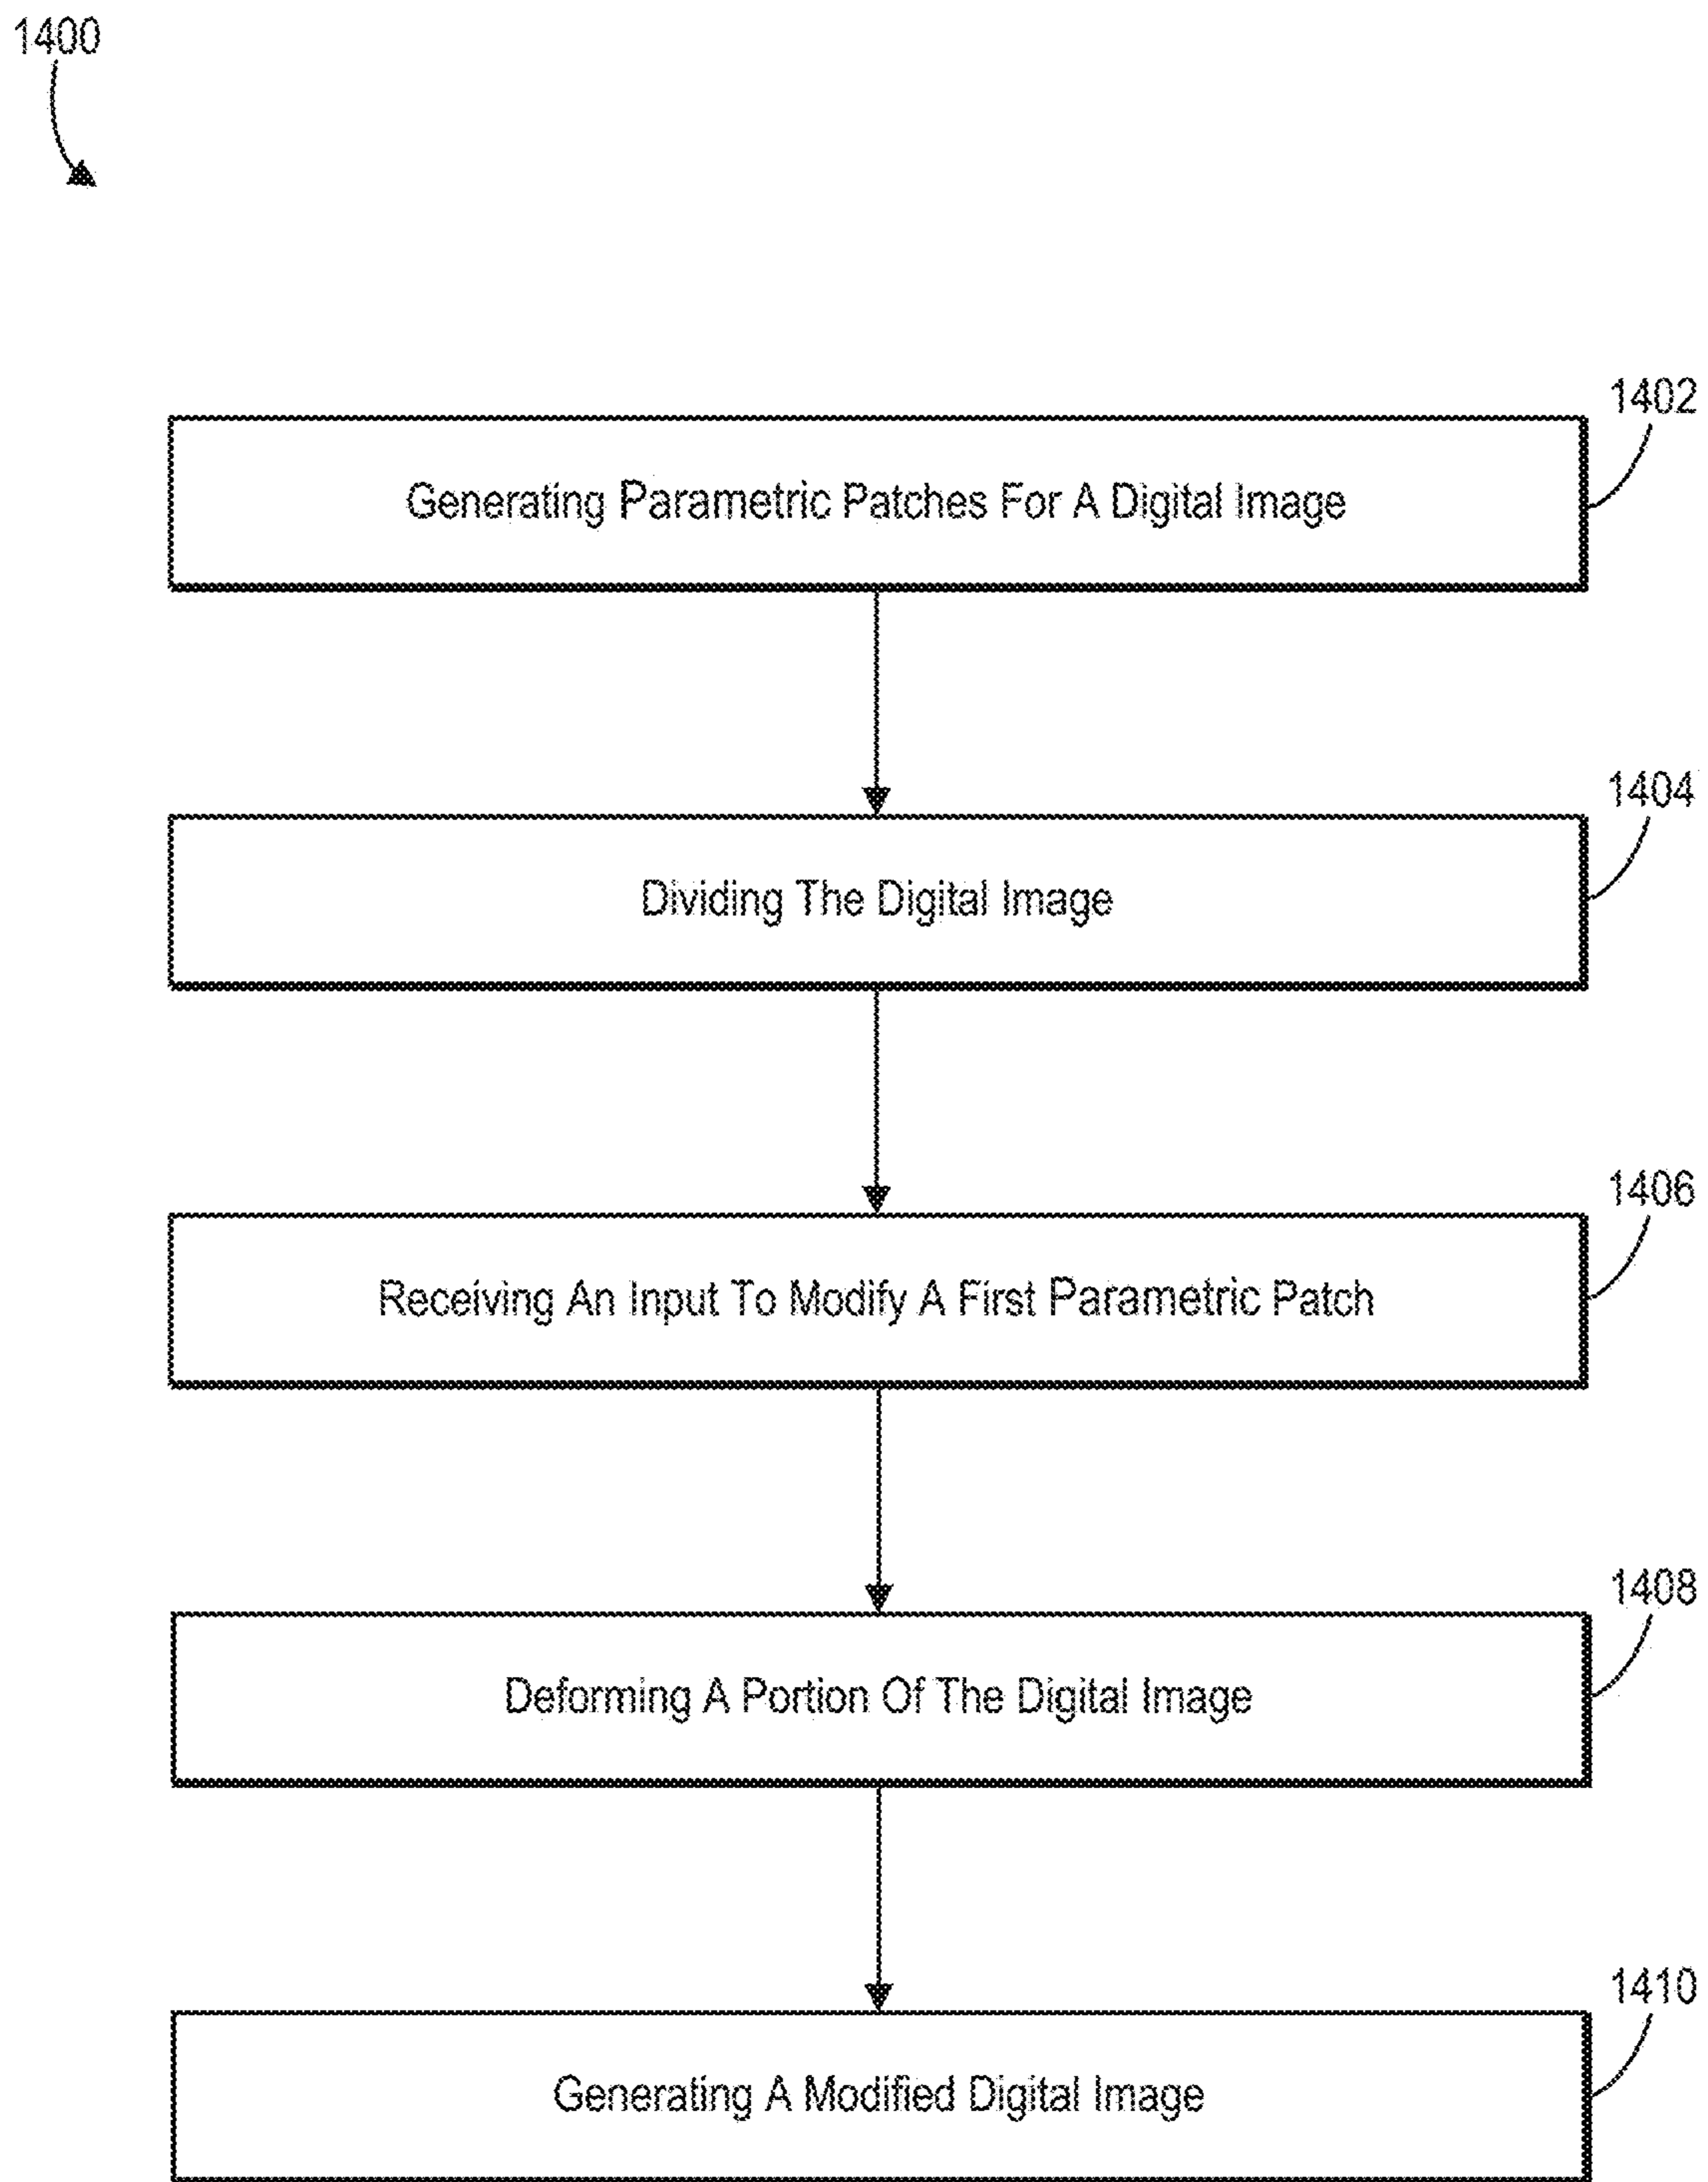 1400
1402
Generating Parametric Patches For A Digital Image
1404
Dividing The Digital Image
1406
Receiving An Input To Modify A First Parametric Patch
1408
Deforming A Portion Of The Digital Image
1410
Generating A Modified Digital Image